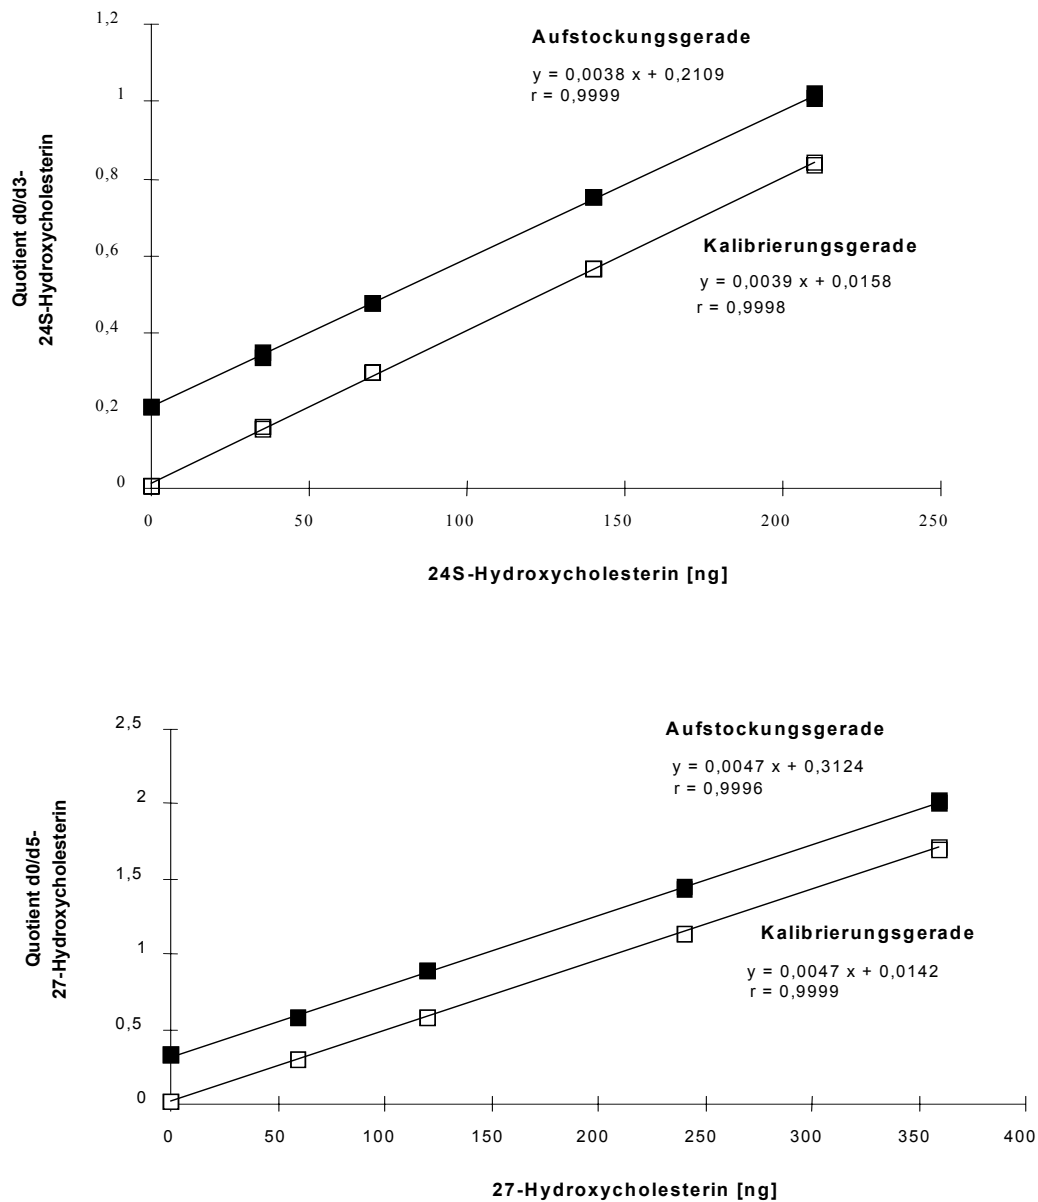 1,2
Aufstockungsgerade
y = 0,0038 x + 0,2109
r = 0,9999
1
Quotient d0/d3-
24S-Hydroxycholesterin
0,8
Kalibrierungsgerade
0,6
y = 0,0039 x + 0,0158
r = 0,9998
0,4
0,2
0
0 50 100 150 200 250
24S-Hydroxycholesterin [ng]
2,5
Aufstockungsgerade
y = 0,0047 x + 0,3124
r = 0,9996
2
Quotient d0/d5-
27-Hydroxycholesterin
1,5
Kalibrierungsgerade
1
y = 0,0047 x + 0,0142
r = 0,9999
0,5
0
0 50 100 150 200 250 300 350 400
27-Hydroxycholesterin [ng]